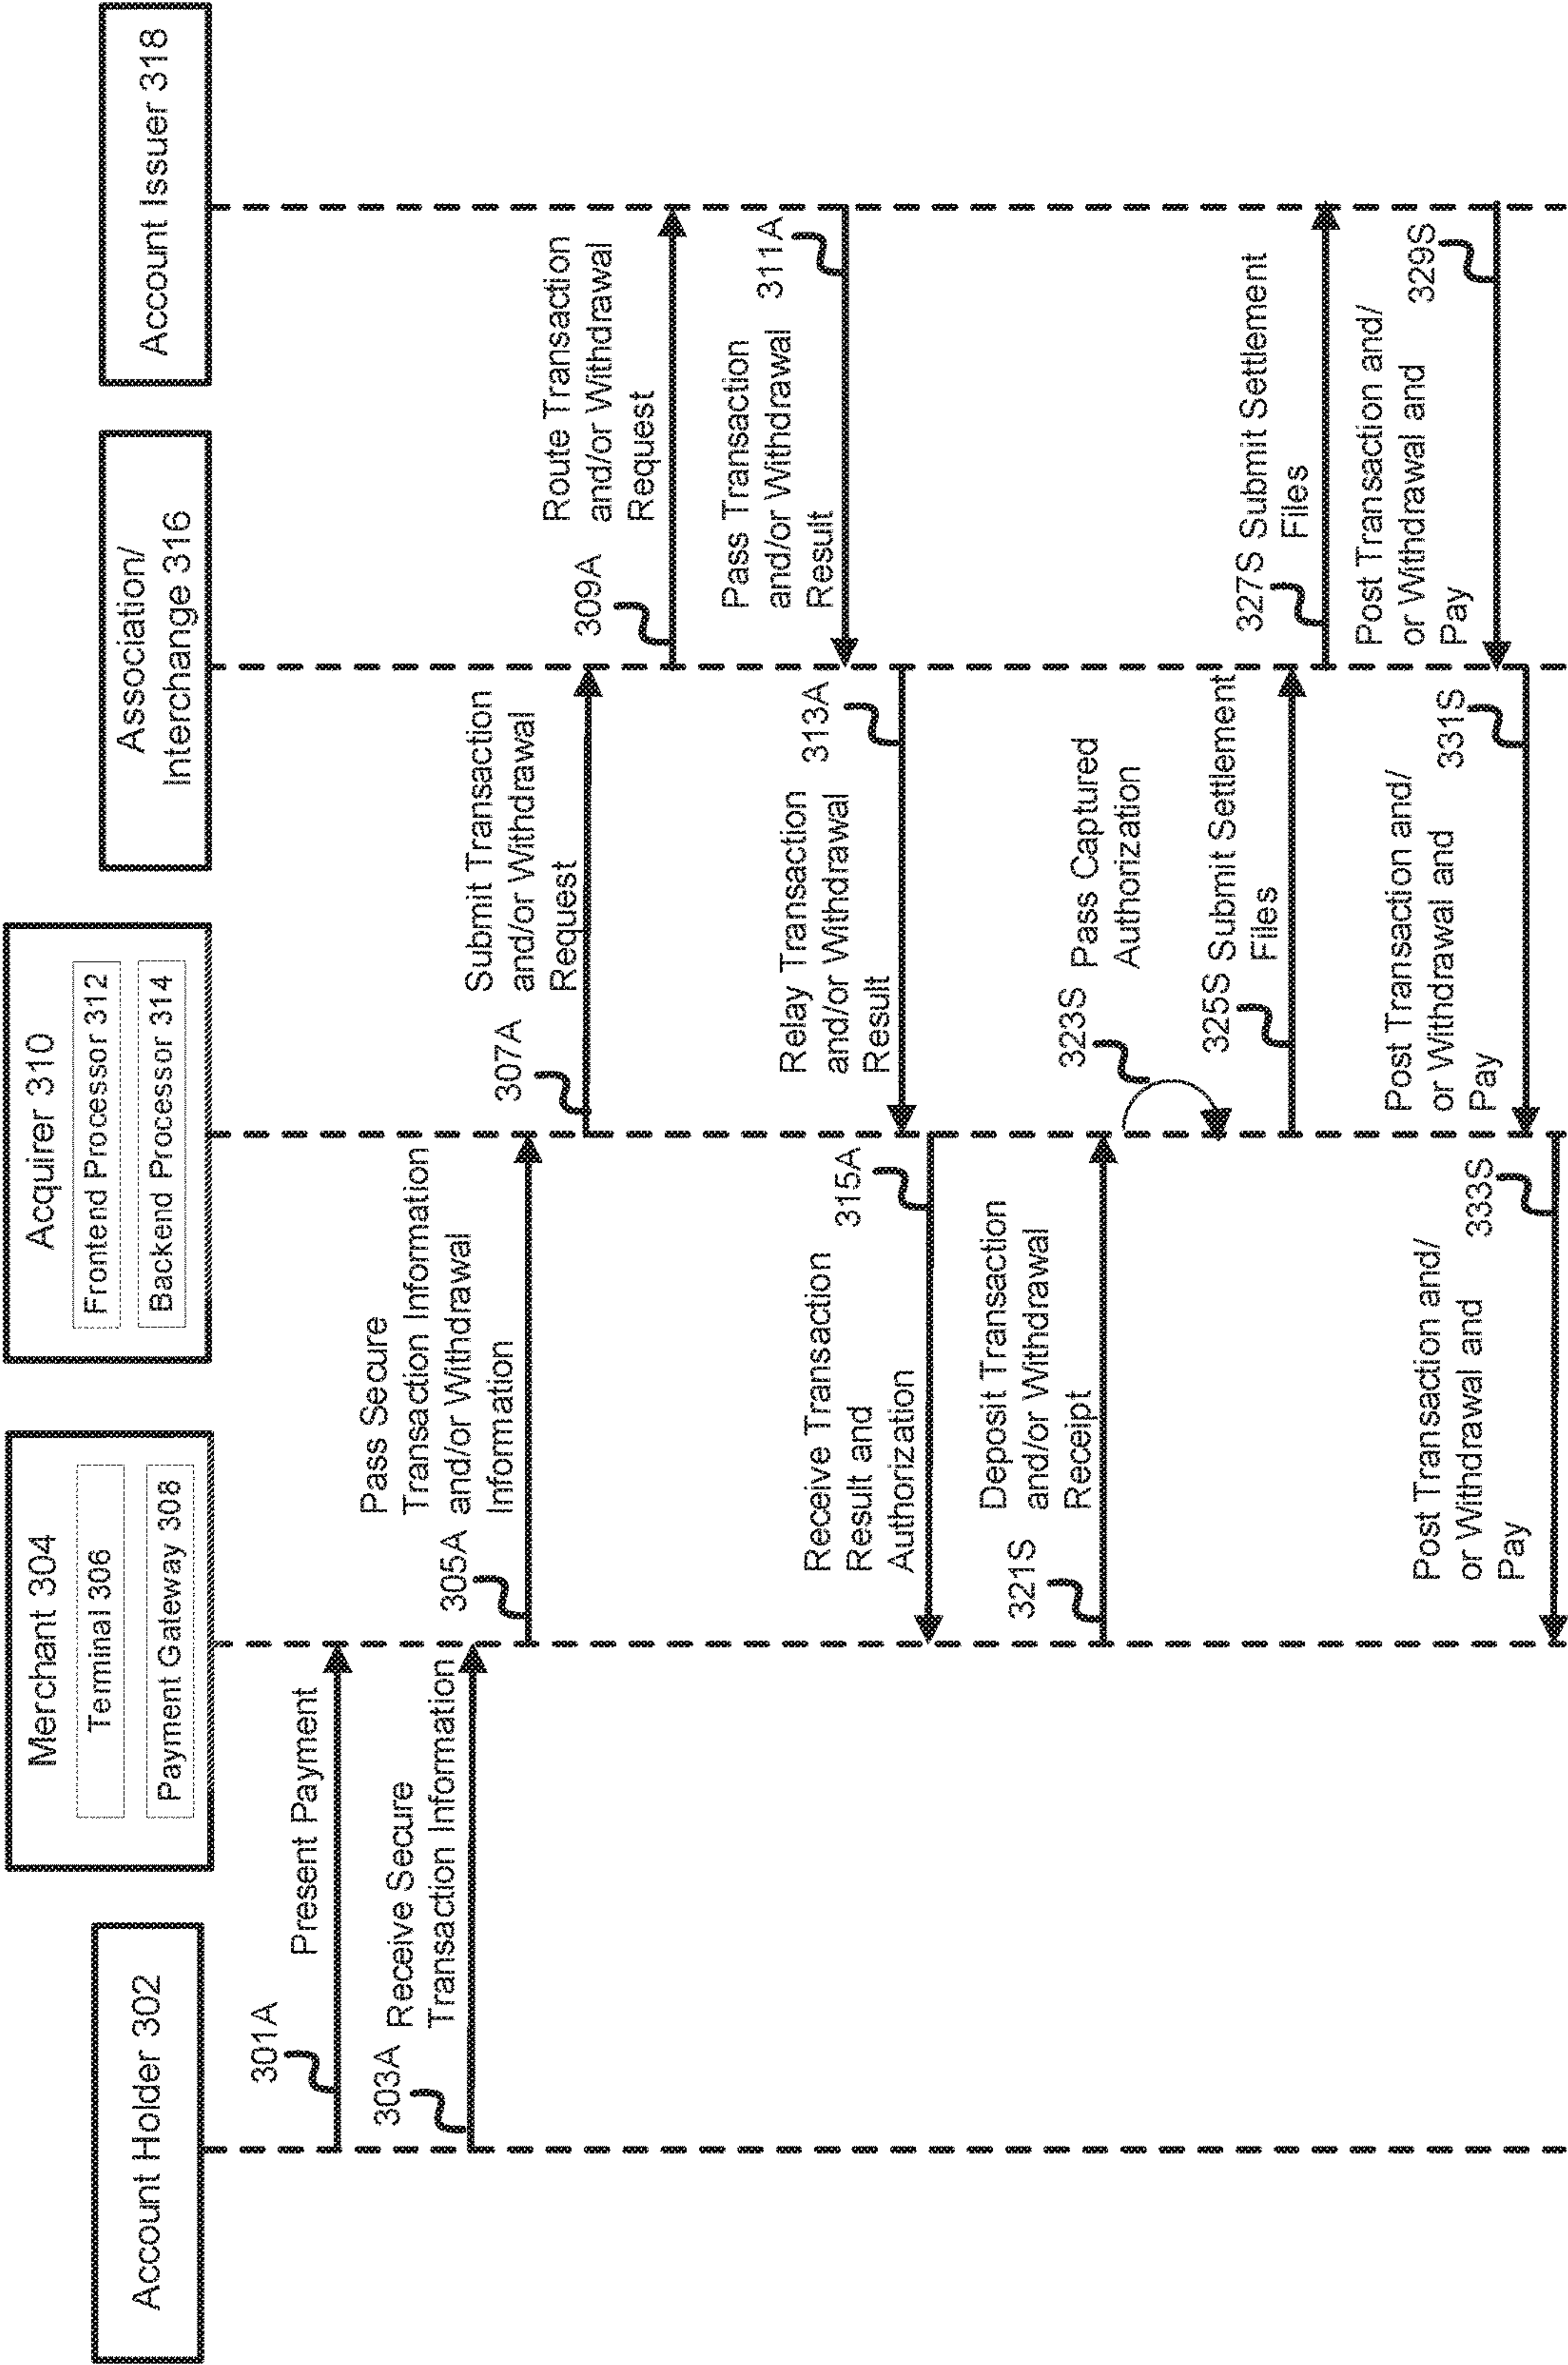 Account Holder 302
Merchant 304
Terminal 306
Payment Gateway 308
Acquirer 310
Frontend Processor 312
Backend Processor 314
Association/
Interchange 316
Account Issuer 318
301A
Present Payment
303A
Receive Secure
Transaction Information
305A
Pass Secure
Transaction Information
and/or Withdrawal
Information
307A
Submit Transaction
and/or Withdrawal
Request
309A
Route Transaction
and/or Withdrawal
Request
311A
Pass Transaction
and/or Withdrawal
Result
313A
Relay Transaction
and/or Withdrawal
Result
315A
Receive Transaction
Result and
Authorization
321S
Deposit Transaction
and/or Withdrawal
Receipt
323S
Pass Captured
Authorization
325S
Submit Settlement
Files
327S
Submit Settlement
Files
329S
Post Transaction and/
or Withdrawal and
Pay
331S
Post Transaction and/
or Withdrawal and
Pay
333S
Post Transaction and/
or Withdrawal and
Pay